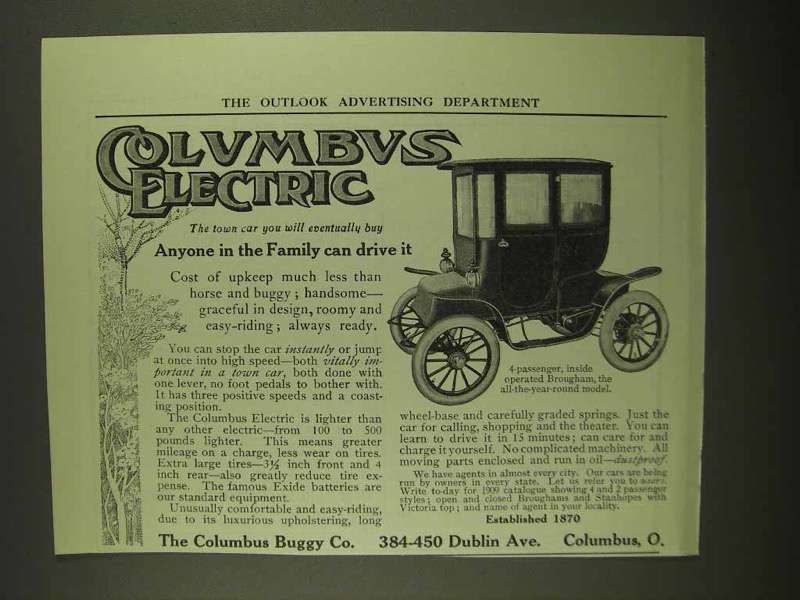 THE OUTLOOK ADVERTISING DEPARTMENT
COLVMBVS
ELECTRIC
The town car you will eventually buy
Anyone in the Family can drive it
Cost of upkeep much less than
horse and buggy; handsome—
graceful in design, roomy and
easy-riding; always ready.
You can stop the car instantly or jump
at once into high speed—both vitally im-
portant in a town car, both done with
one lever, no foot pedals to bother with.
It has three positive speeds and a coast-
ing position.
The Columbus Electric is lighter than
any other electric—from 100 to 500
pounds lighter. This means greater
mileage on a charge, less wear on tires.
Extra large tires—3½ inch front and 4
inch rear—also greatly reduce tire ex-
pense. The famous Exide batteries are
our standard equipment.
Unusually comfortable and easy-riding,
due to its luxurious upholstering, long
4-passenger, inside
operated Brougham, the
all-the-year-round model.
wheel-base and carefully graded springs. Just the
car for calling, shopping and the theater. You can
learn to drive it in 15 minutes; can care for and
charge it yourself. No complicated machinery. All
moving parts enclosed and run in oil—dustproof.
We have agents in almost every city. Our cars are being
run by owners in every state. Let us refer you to users.
Write to-day for 1909 catalogue showing 4 and 2 passenger
styles; open and closed Broughams and Stanhopes with
Victoria top; and name of agent in your locality.
Established 1870
The Columbus Buggy Co. 384-450 Dublin Ave. Columbus, O.